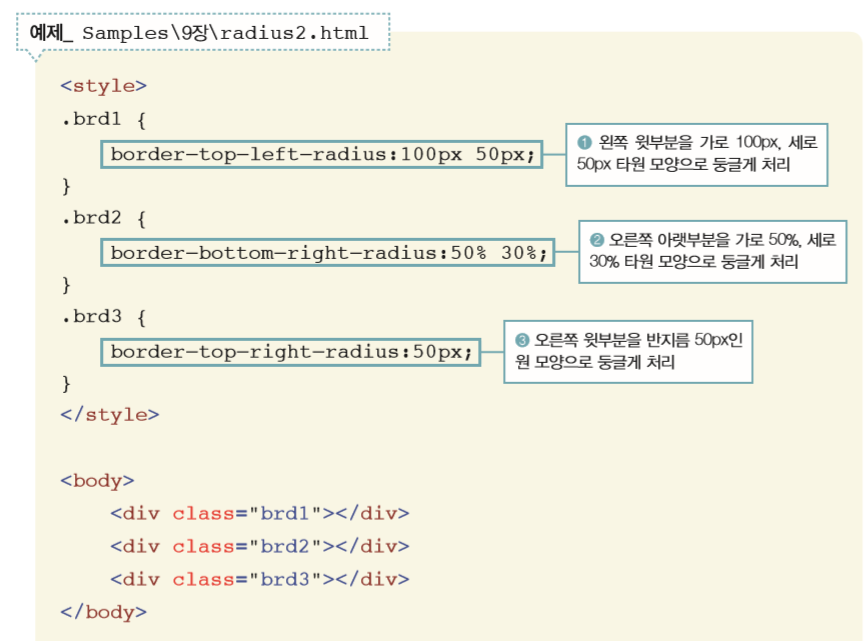 예제_ Samples\9장\radius2.html
<style>
.brd1 {
border-top-left-radius:100px 50px;
❶ 왼쪽 윗부분을 가로 100px, 세로
50px 타원 모양으로 둥글게 처리
}
.brd2 {
border-bottom-right-radius:50% 30%;
❷ 오른쪽 아랫부분을 가로 50%, 세로
30% 타원 모양으로 둥글게 처리
}
.brd3 {
border-top-right-radius:50px;
❸ 오른쪽 윗부분을 반지름 50px인
원 모양으로 둥글게 처리
}
</style>
<body>
<div class="brd1"></div>
<div class="brd2"></div>
<div class="brd3"></div>
</body>